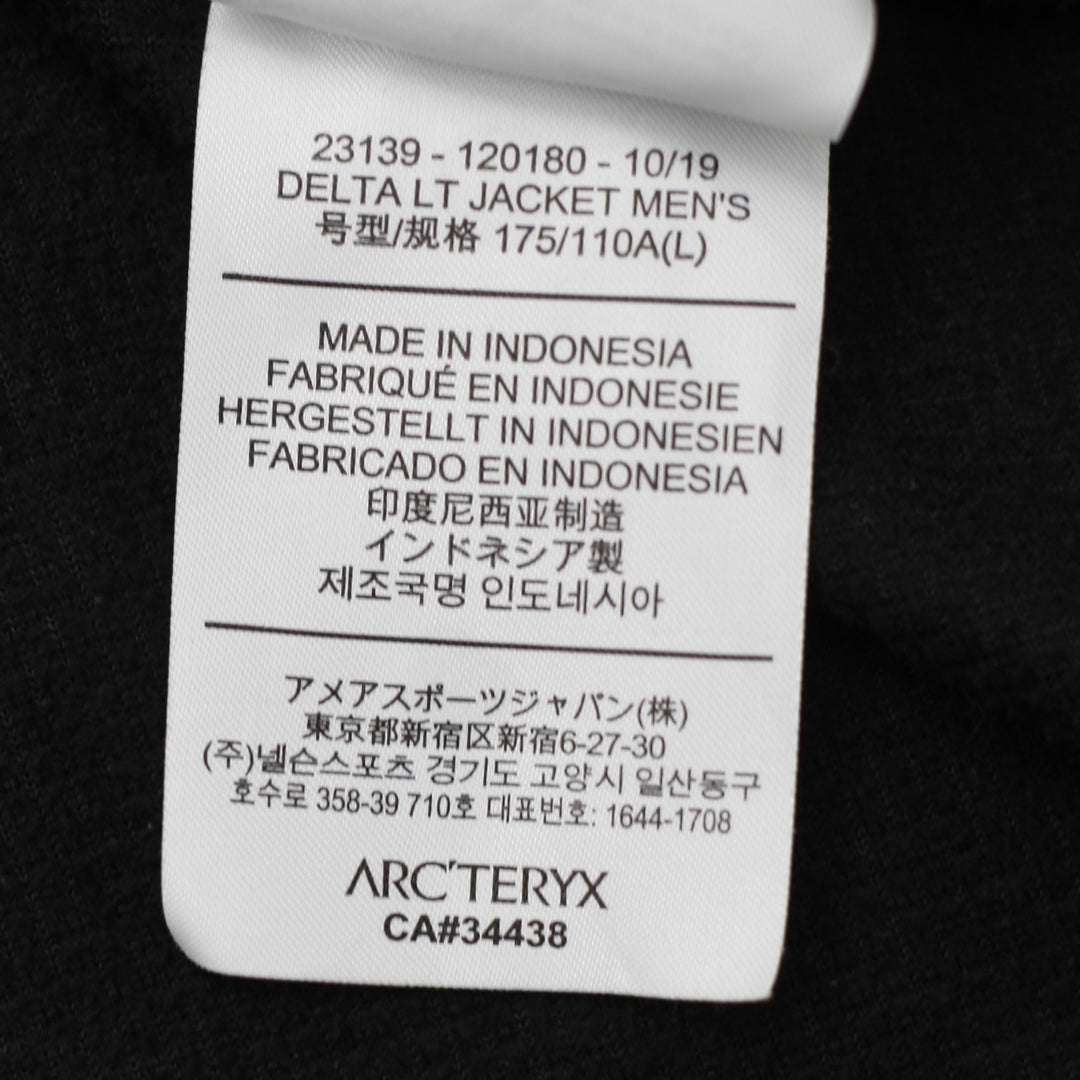 23139 - 120180 - 10/19
DELTA LT JACKET MEN'S
号型/规格 175/110A(L)
MADE IN INDONESIA
FABRIQUÉ EN INDONESIE
HERGESTELLT IN INDONESIEN
FABRICADO EN INDONESIA
印度尼西亚制造
インドネシア製
제조국명 인도네시아
アメアスポーツジャパン(株)
東京都新宿区新宿6-27-30
(주)넬슨스포츠 경기도 고양시 일산동구
호수로 358-39 710호 대표번호: 1644-1708
ARC'TERYX
CA#34438